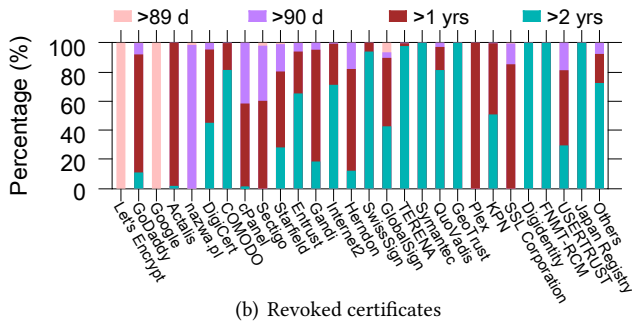 >89 d >90 d >1 yrs >2 yrs
Percentage (%)
100
80
60
40
20
0
Let's Encrypt
GoDaddy
Google
Actalis
nazwa.pl
DigiCert
COMODO
cPanel
Sectigo
Starfield
Entrust
Gandi
Internet2
Herndon
SwissSign
GlobalSign
TERENA
Symantec
QuoVadis
GeoTrust
Plex
KPN
SSL Corporation
Digidentity
FNMT-RCM
USERTRUST
Japan Registry
Others
(b) Revoked certificates